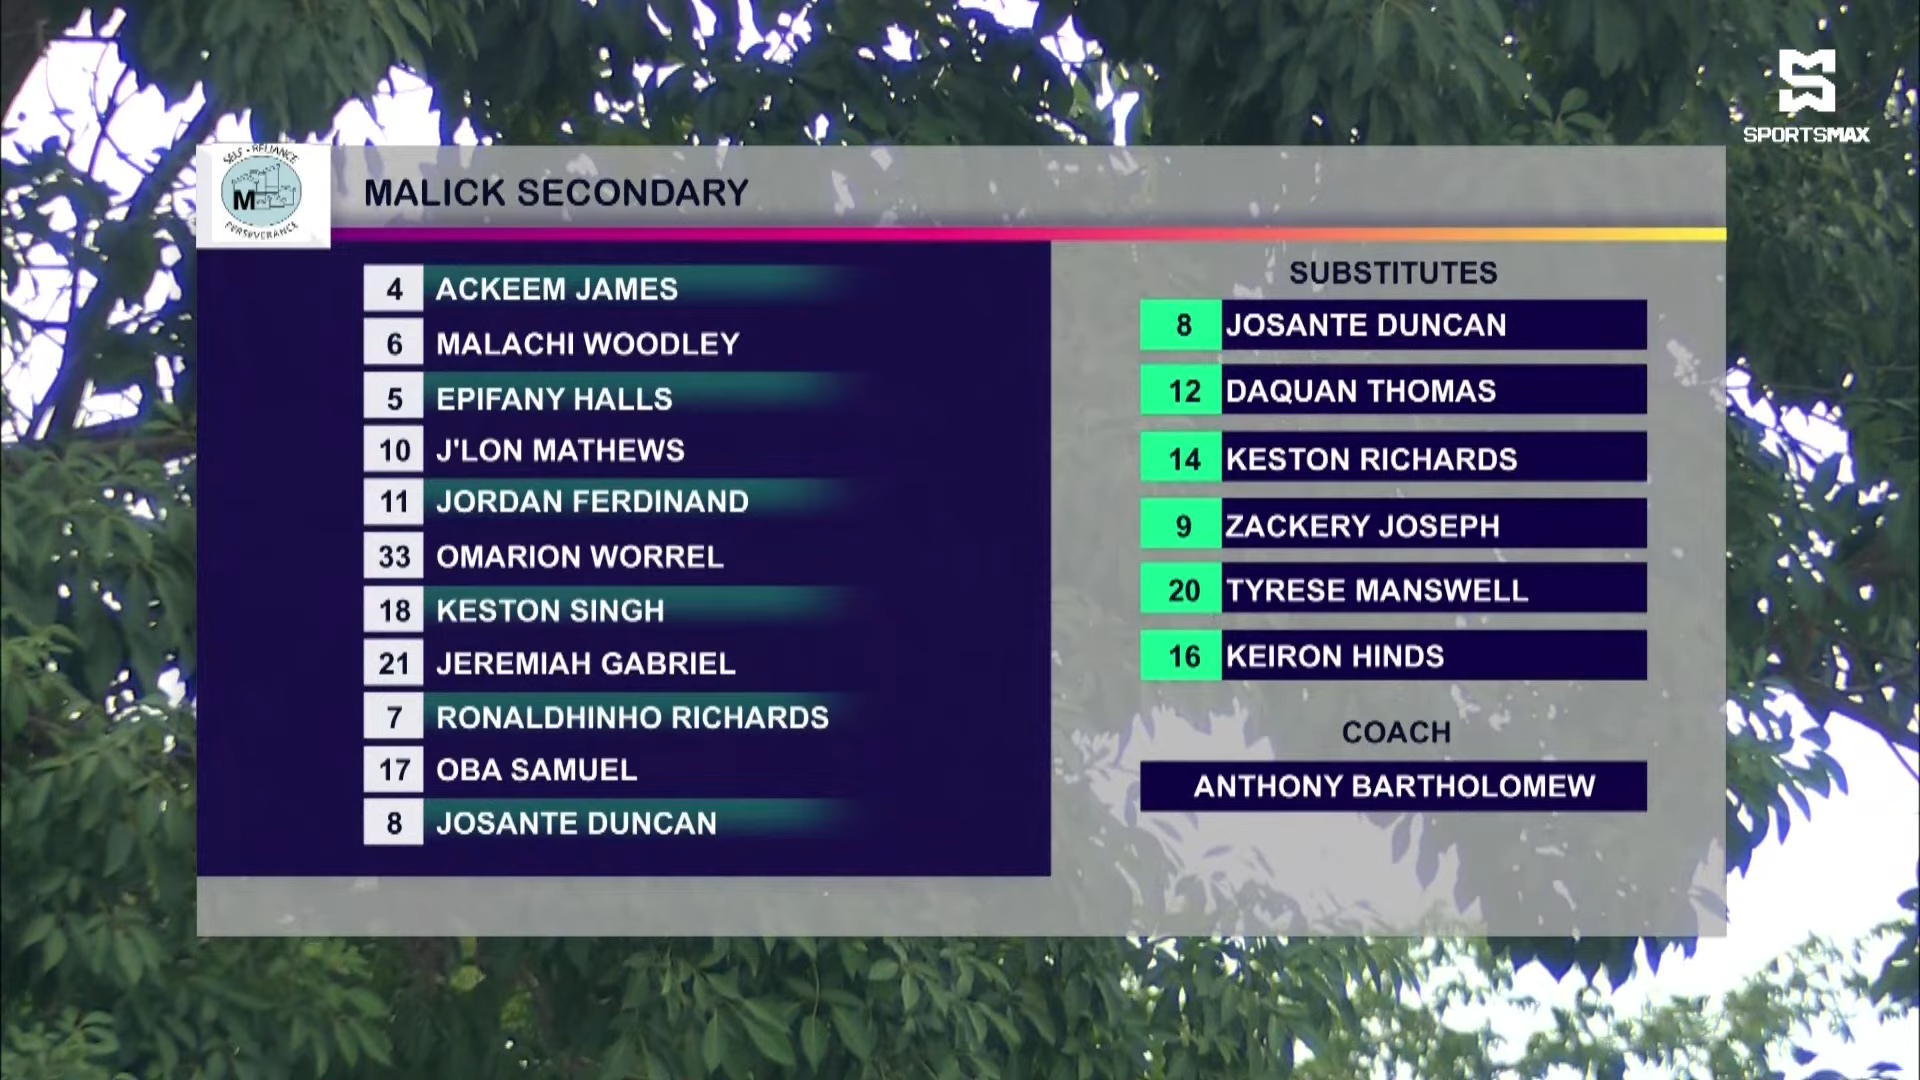 SPORTSMAX
SELF - RELIANCE
M
PERSEVERANCE
MALICK SECONDARY
4 ACKEEM JAMES
6 MALACHI WOODLEY
5 EPIFANY HALLS
10 J'LON MATHEWS
11 JORDAN FERDINAND
33 OMARION WORREL
18 KESTON SINGH
21 JEREMIAH GABRIEL
7 RONALDHINHO RICHARDS
17 OBA SAMUEL
8 JOSANTE DUNCAN
SUBSTITUTES
8 JOSANTE DUNCAN
12 DAQUAN THOMAS
14 KESTON RICHARDS
9 ZACKERY JOSEPH
20 TYRESE MANSWELL
16 KEIRON HINDS
COACH
ANTHONY BARTHOLOMEW